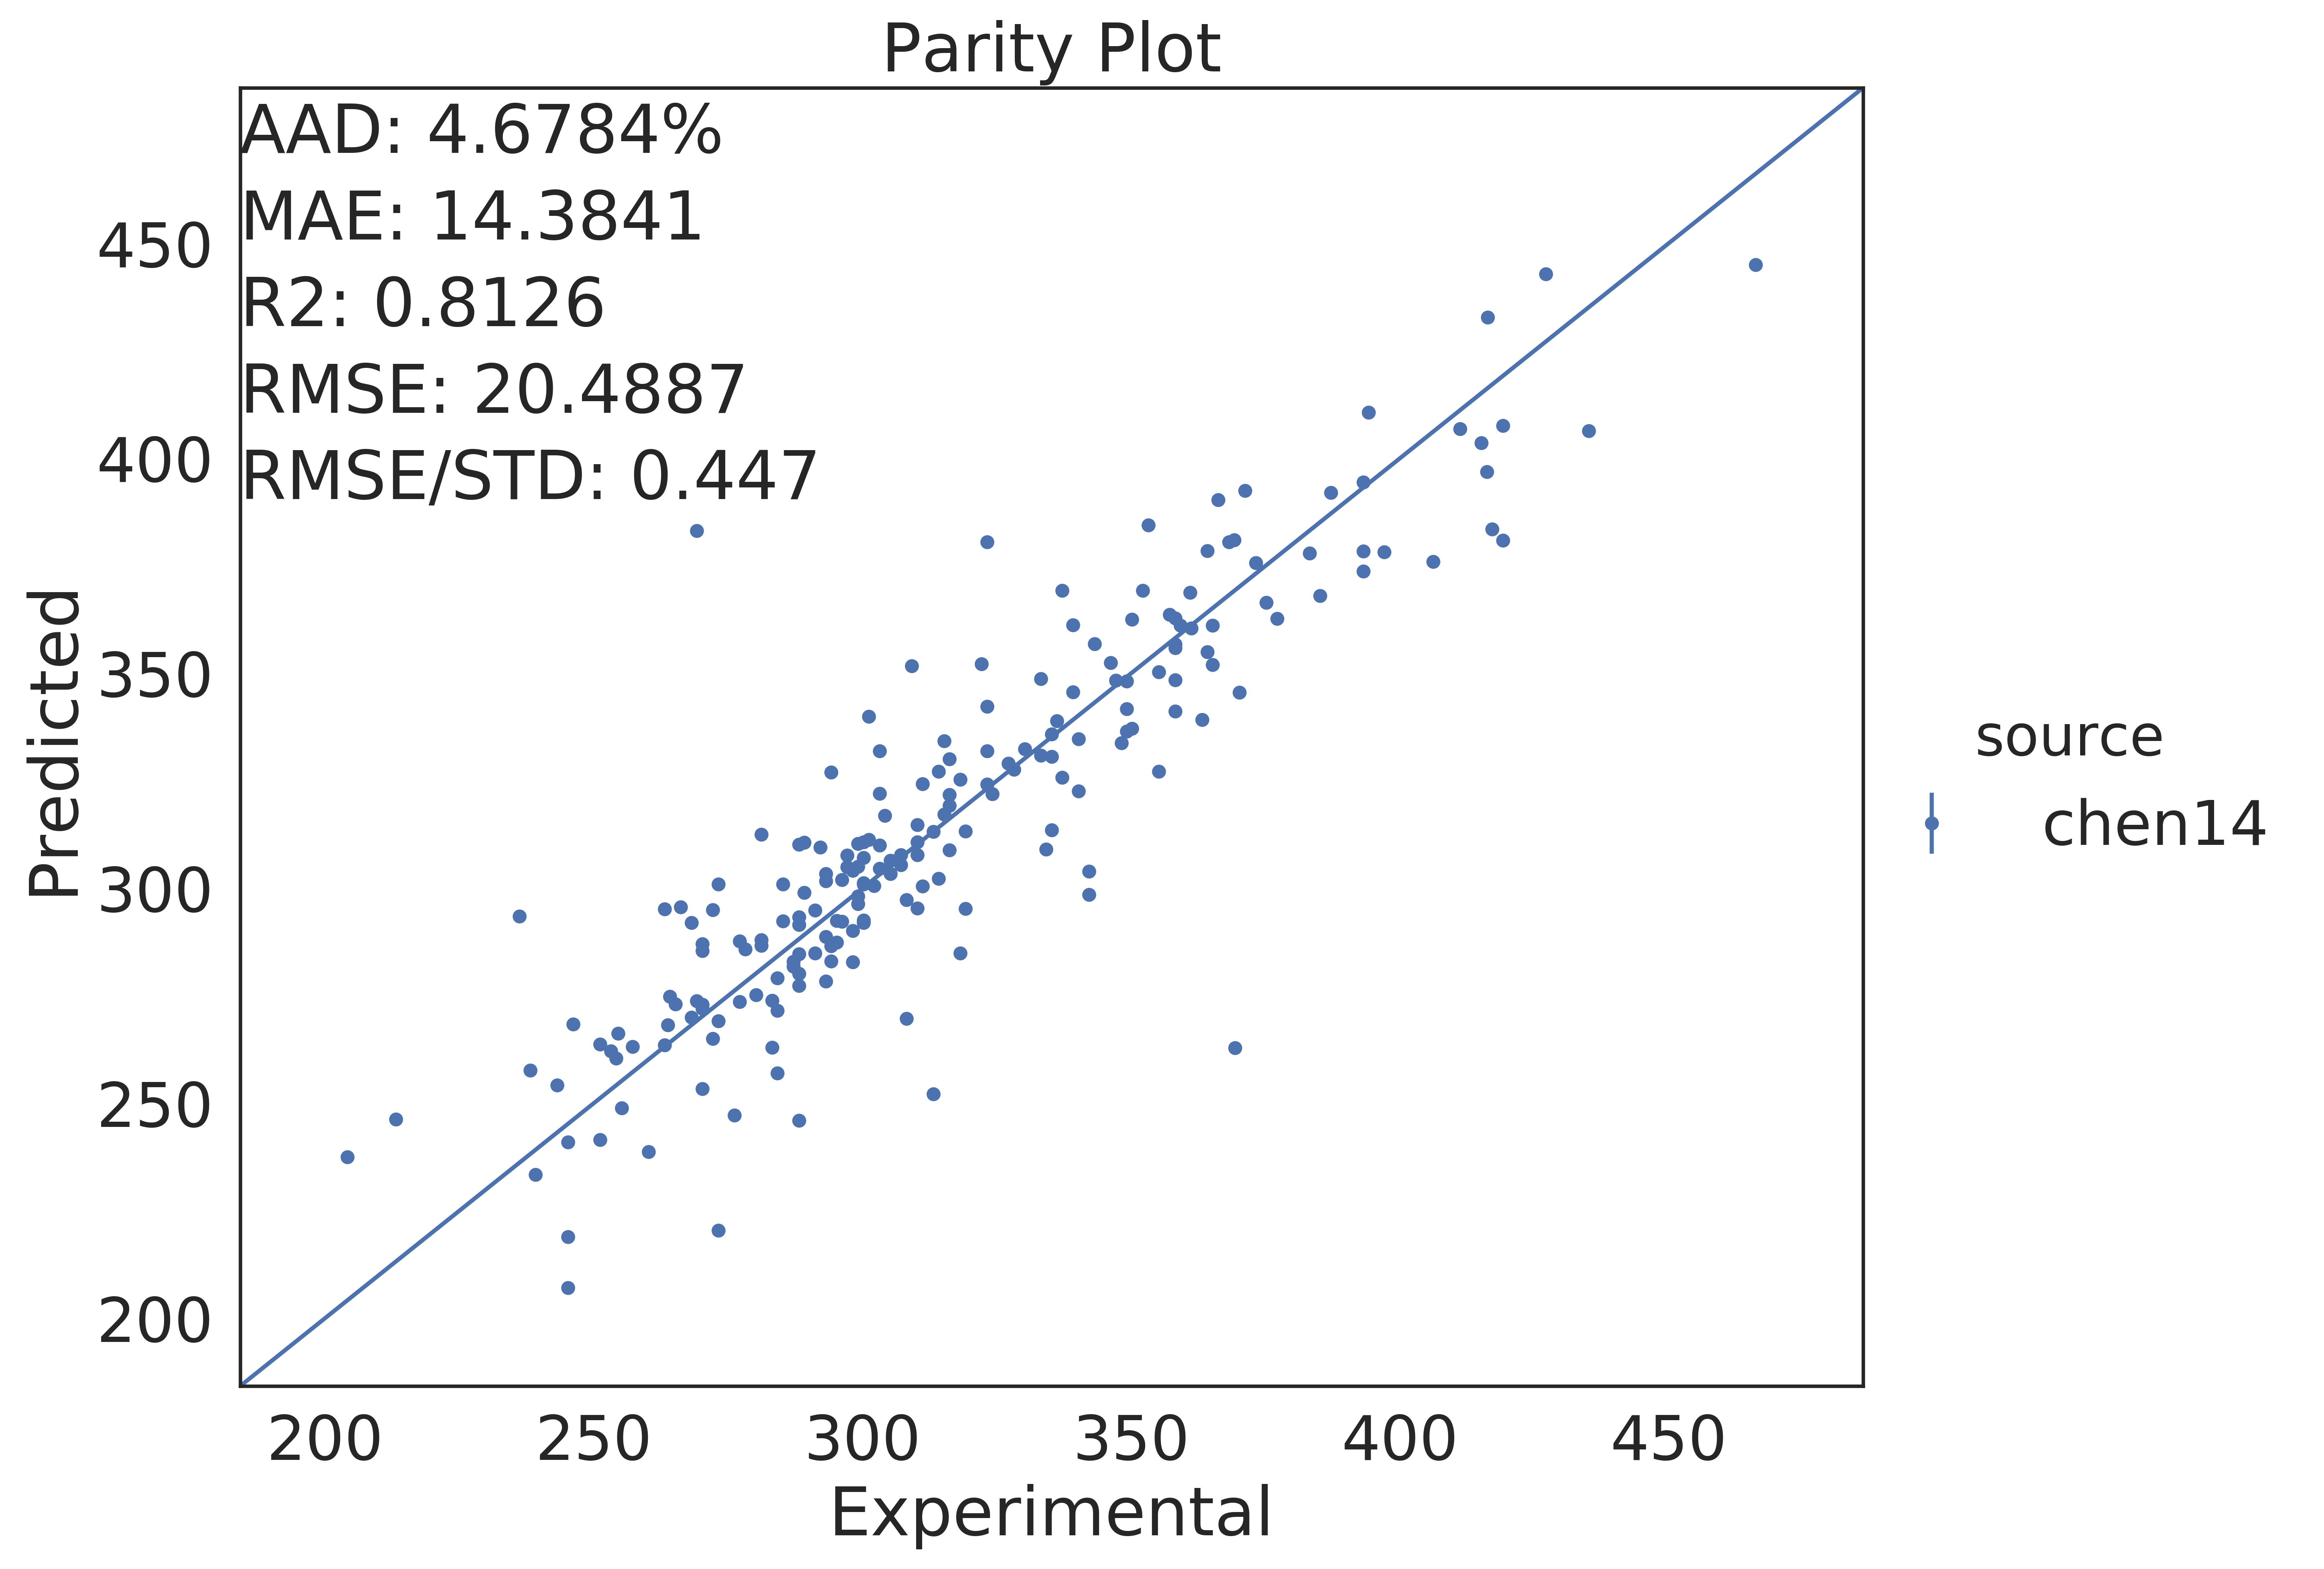 Parity Plot
AAD: 4.6784%
MAE: 14.3841
R2: 0.8126
RMSE: 20.4887
RMSE/STD: 0.447
450
400
350
300
250
200
Predicted
200 250 300 350 400 450
Experimental
source
chen14